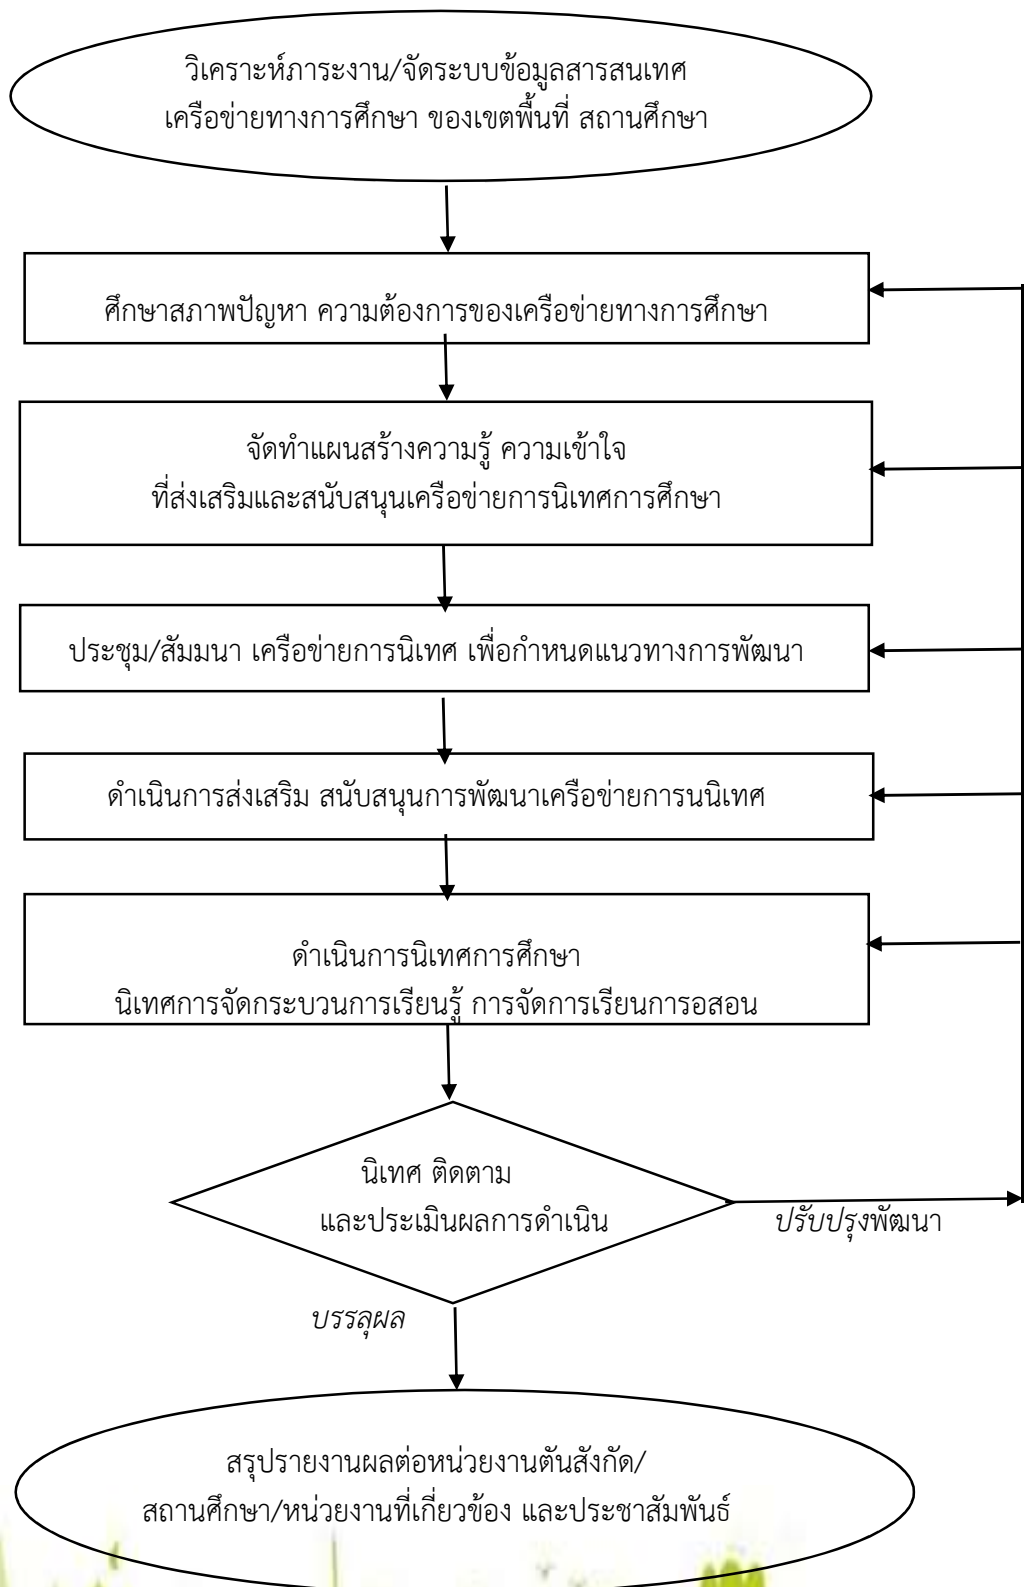 วิเคราะห์ภาระงาน/จัดระบบข้อมูลสารสนเทศ
เครือข่ายทางการศึกษา ของเขตพื้นที่ สถานศึกษา
ศึกษาสภาพปัญหา ความต้องการของเครือข่ายทางการศึกษา
จัดทำแผนสร้างความรู้ ความเข้าใจ
ที่ส่งเสริมและสนับสนุนเครือข่ายการนิเทศการศึกษา
ประชุม/สัมมนา เครือข่ายการนิเทศ เพื่อกำหนดแนวทางการพัฒนา
ดำเนินการส่งเสริม สนับสนุนการพัฒนาเครือข่ายการนนิเทศ
ดำเนินการนิเทศการศึกษา
นิเทศการจัดกระบวนการเรียนรู้ การจัดการเรียนการอสอน
นิเทศ ติดตาม
และประเมินผลการดำเนิน
ปรับปรุงพัฒนา
บรรลุผล
สรุปรายงานผลต่อหน่วยงานต้นสังกัด/
สถานศึกษา/หน่วยงานที่เกี่ยวข้อง และประชาสัมพันธ์